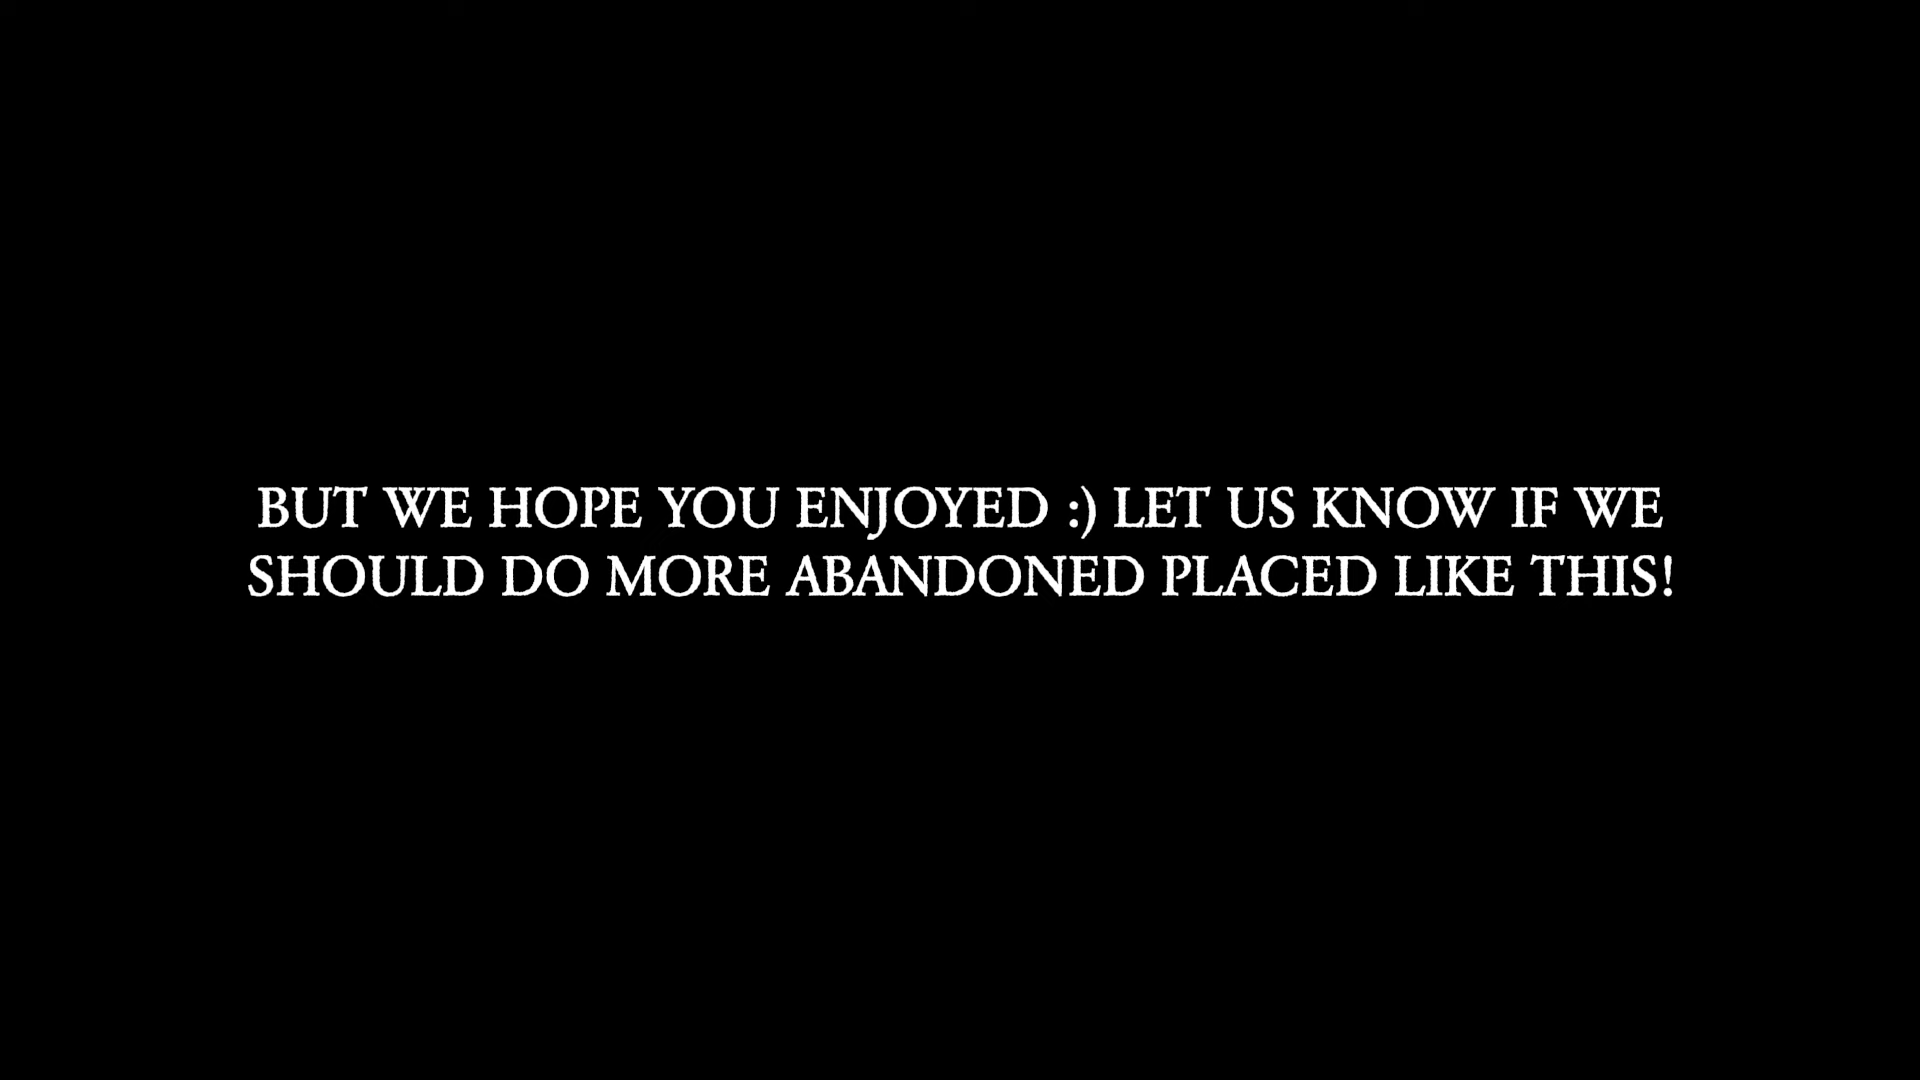 BUT WE HOPE YOU ENJOYED :) LET US KNOW IF WE
SHOULD DO MORE ABANDONED PLACED LIKE THIS!